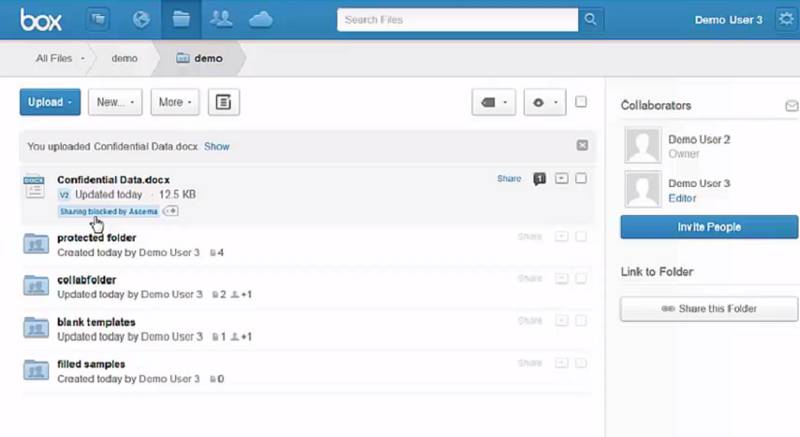 box
Search Files
Demo User 3
All Files
demo
demo
Upload
New...
More
You uploaded Confidential Data.docx. Show
DOCX
Confidential Data.docx
V2 Updated today · 12.5 KB
Sharing blocked by Ascema
Share
1
protected folder
Created today by Demo User 3 4
Share
collabfolder
Updated today by Demo User 3 2 +1
Share
blank templates
Updated today by Demo User 3 1 +1
Share
filled samples
Created today by Demo User 3 0
Share
Collaborators
Demo User 2
Owner
Demo User 3
Editor
Invite People
Link to Folder
Share this Folder